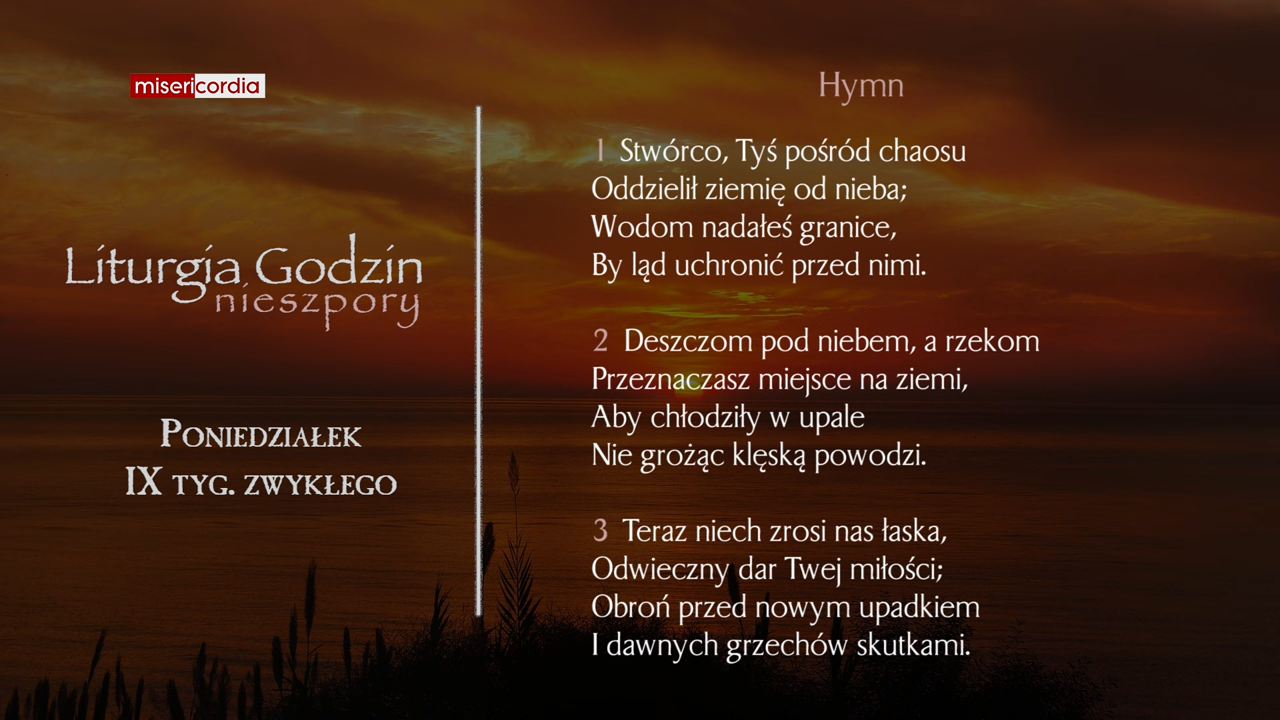 misericordia
Liturgia Godzin
nieszpory
Poniedziałek
IX tyg. zwykłego
Hymn
1 Stwórco, Tyś pośród chaosu
Oddzielił ziemię od nieba;
Wodom nadałeś granice,
By ląd uchronić przed nimi.
2 Deszczom pod niebem, a rzekom
Przeznaczasz miejsce na ziemi,
Aby chłodziły w upale
Nie grożąc klęską powodzi.
3 Teraz niech zrosi nas łaska,
Odwieczny dar Twej miłości;
Obroń przed nowym upadkiem
I dawnych grzechów skutkami.